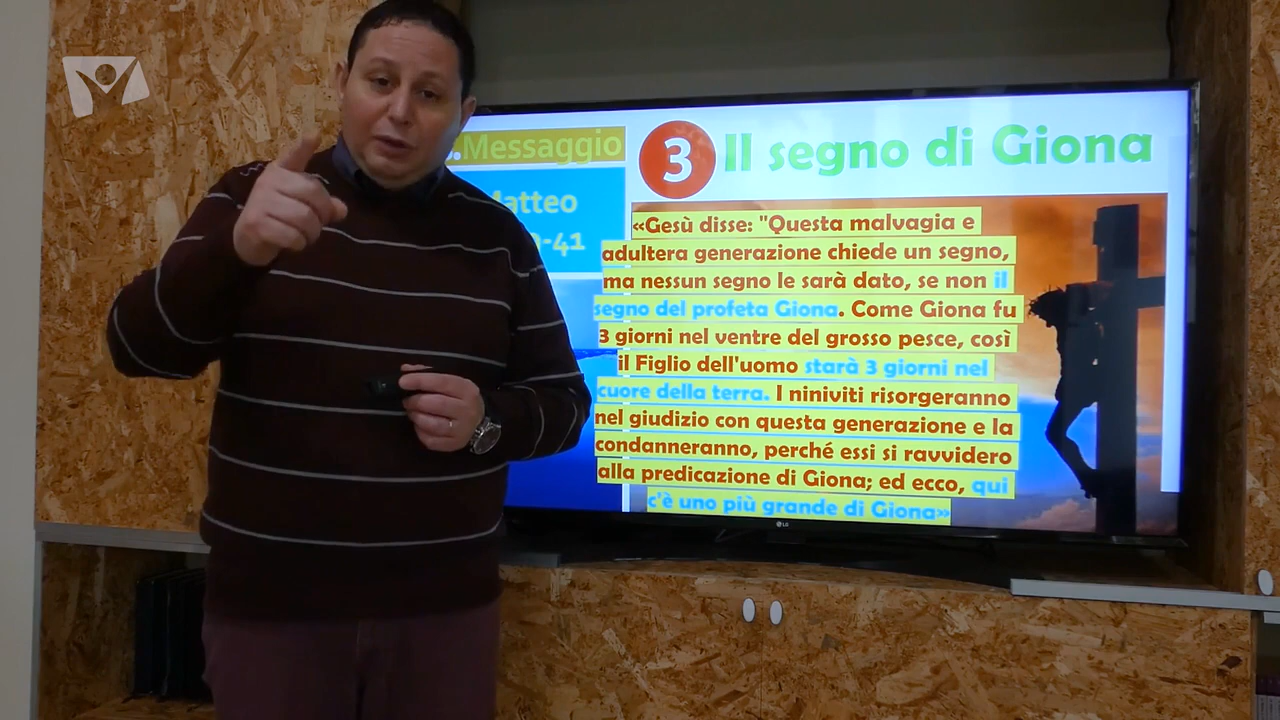 Messaggio
3 Il segno di Giona
-41
«Gesù disse: "Questa malvagia e
adultera generazione chiede un segno,
ma nessun segno le sarà dato, se non il
segno del profeta Giona. Come Giona fu
3 giorni nel ventre del grosso pesce, così
il Figlio dell'uomo starà 3 giorni nel
cuore della terra. I niniviti risorgeranno
nel giudizio con questa generazione e la
condanneranno, perché essi si ravvidero
alla predicazione di Giona; ed ecco, qui
c'è uno più grande di Giona»
LG